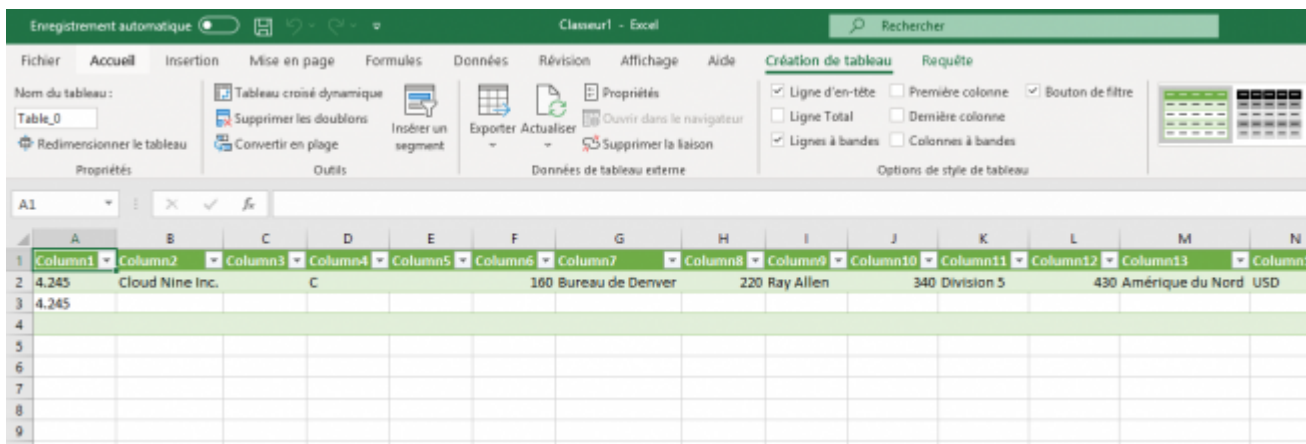 Enregistrement automatique Classeur1 - Excel Rechercher
Fichier Accueil Insertion Mise en page Formules Données Révision Affichage Aide Création de tableau Requête
Nom du tableau : Tableau croisé dynamique Propriétés Ligne d'en-tête Première colonne Bouton de filtre
Table_0 Supprimer les doublons Insérer un segment Exporter Actualiser Ouvrir dans le navigateur Ligne Total Dernière colonne
Redimensionner le tableau Convertir en plage Supprimer la liaison Lignes à bandes Colonnes à bandes
Propriétés Outils Données de tableau externe Options de style de tableau
A1 fx
A B C D E F G H I J K L M N
1 Column1 Column2 Column3 Column4 Column5 Column6 Column7 Column8 Column9 Column10 Column11 Column12 Column13 Column
2 4.245 Cloud Nine Inc. C 160 Bureau de Denver 220 Ray Allen 340 Division 5 430 Amérique du Nord USD
3 4.245
4
5
6
7
8
9